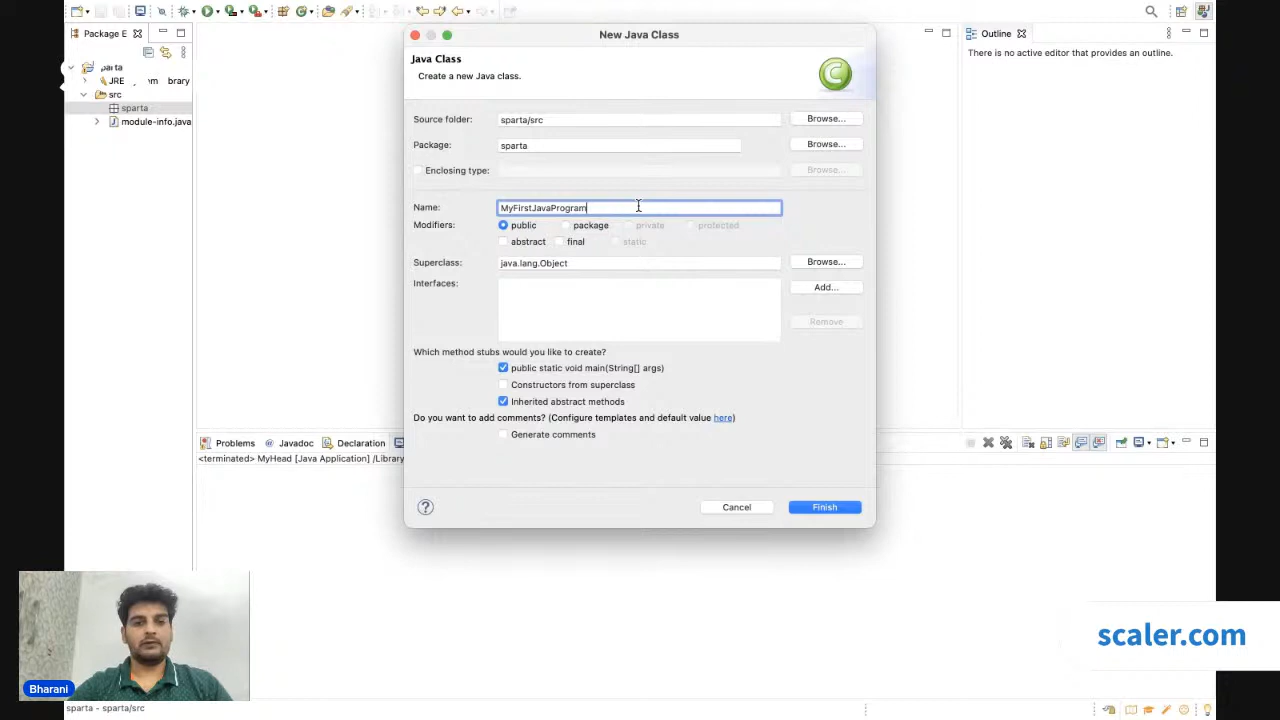 Package E
New Java Class
Outline
Java Class
Create a new Java class.
There is no active editor that provides an outline.
JRE
brary
src
sparta
module-info.java
Source folder:
sparta/src
Browse...
Package:
sparta
Browse...
Enclosing type:
Browse...
Name:
MyFirstJavaProgram
Modifiers:
public
package
private
protected
abstract
final
static
Superclass:
java.lang.Object
Browse...
Interfaces:
Add...
Remove
Which method stubs would you like to create?
public static void main(String[] args)
Constructors from superclass
Inherited abstract methods
Do you want to add comments? (Configure templates and default value here)
Generate comments
Problems
Javadoc
Declaration
<terminated> MyHead [Java Application] /Library
Cancel
Finish
scaler.com
Bharani
sparta - sparta/src